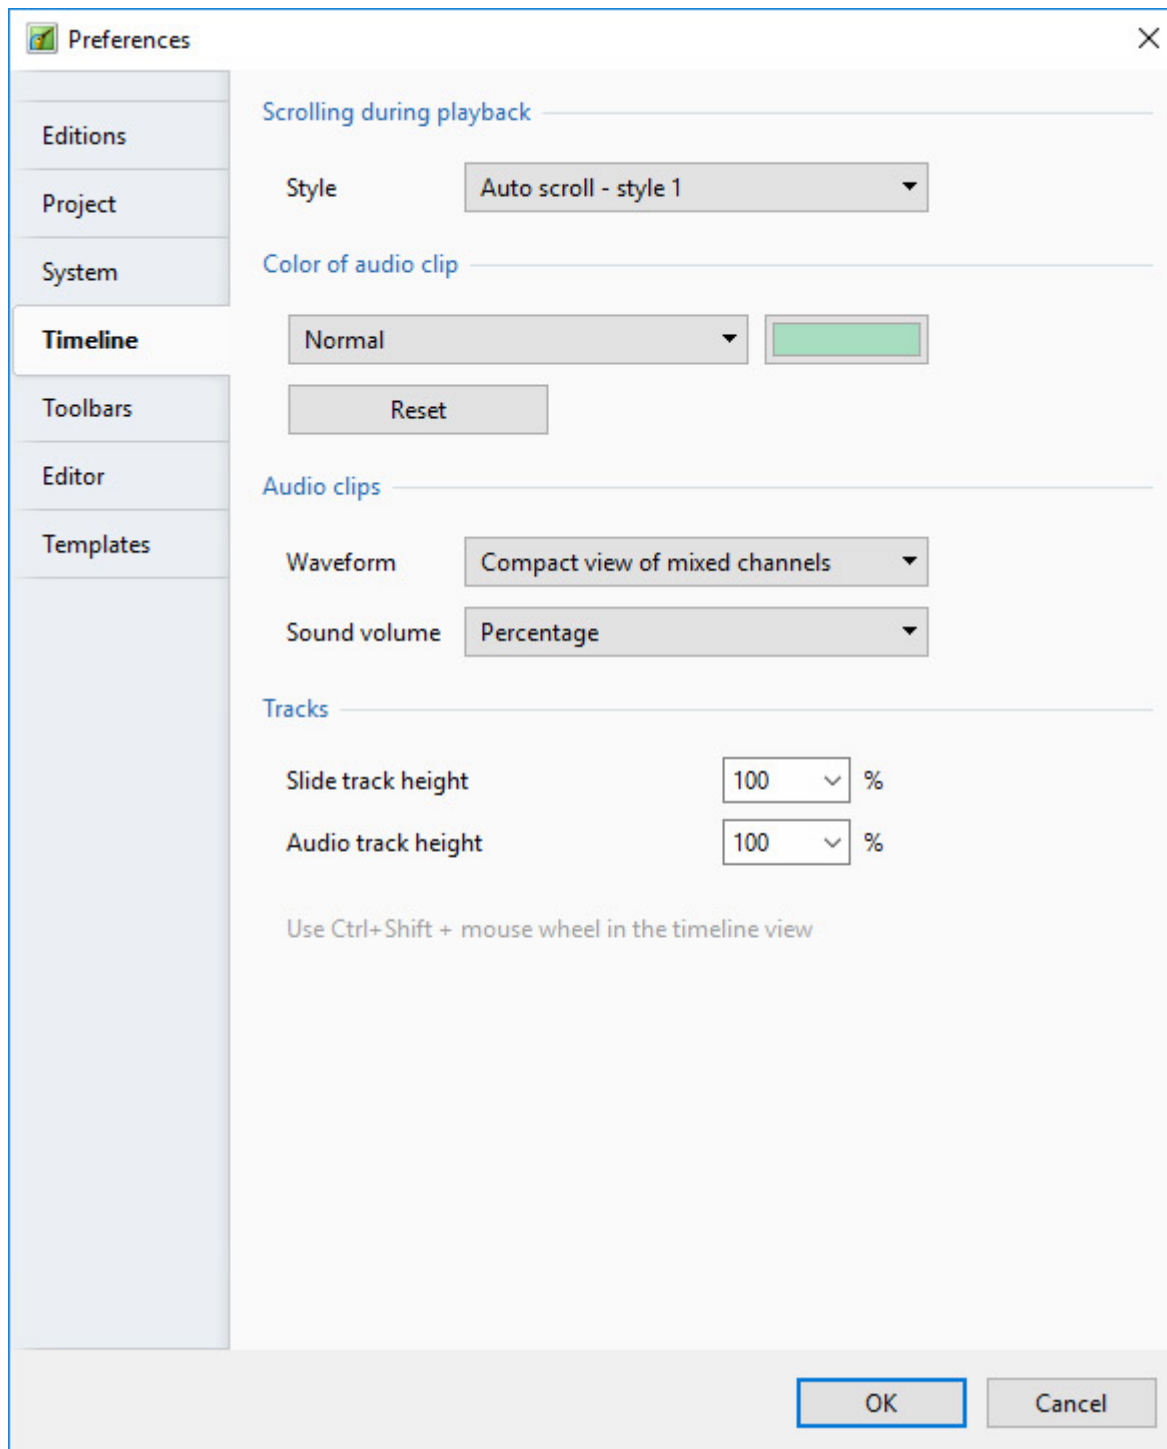 Preferences
Editions
Project
System
Timeline
Toolbars
Editor
Templates
Scrolling during playback
Style Auto scroll - style 1
Color of audio clip
Normal
Reset
Audio clips
Waveform Compact view of mixed channels
Sound volume Percentage
Tracks
Slide track height 100 %
Audio track height 100 %
Use Ctrl+Shift + mouse wheel in the timeline view
OK Cancel